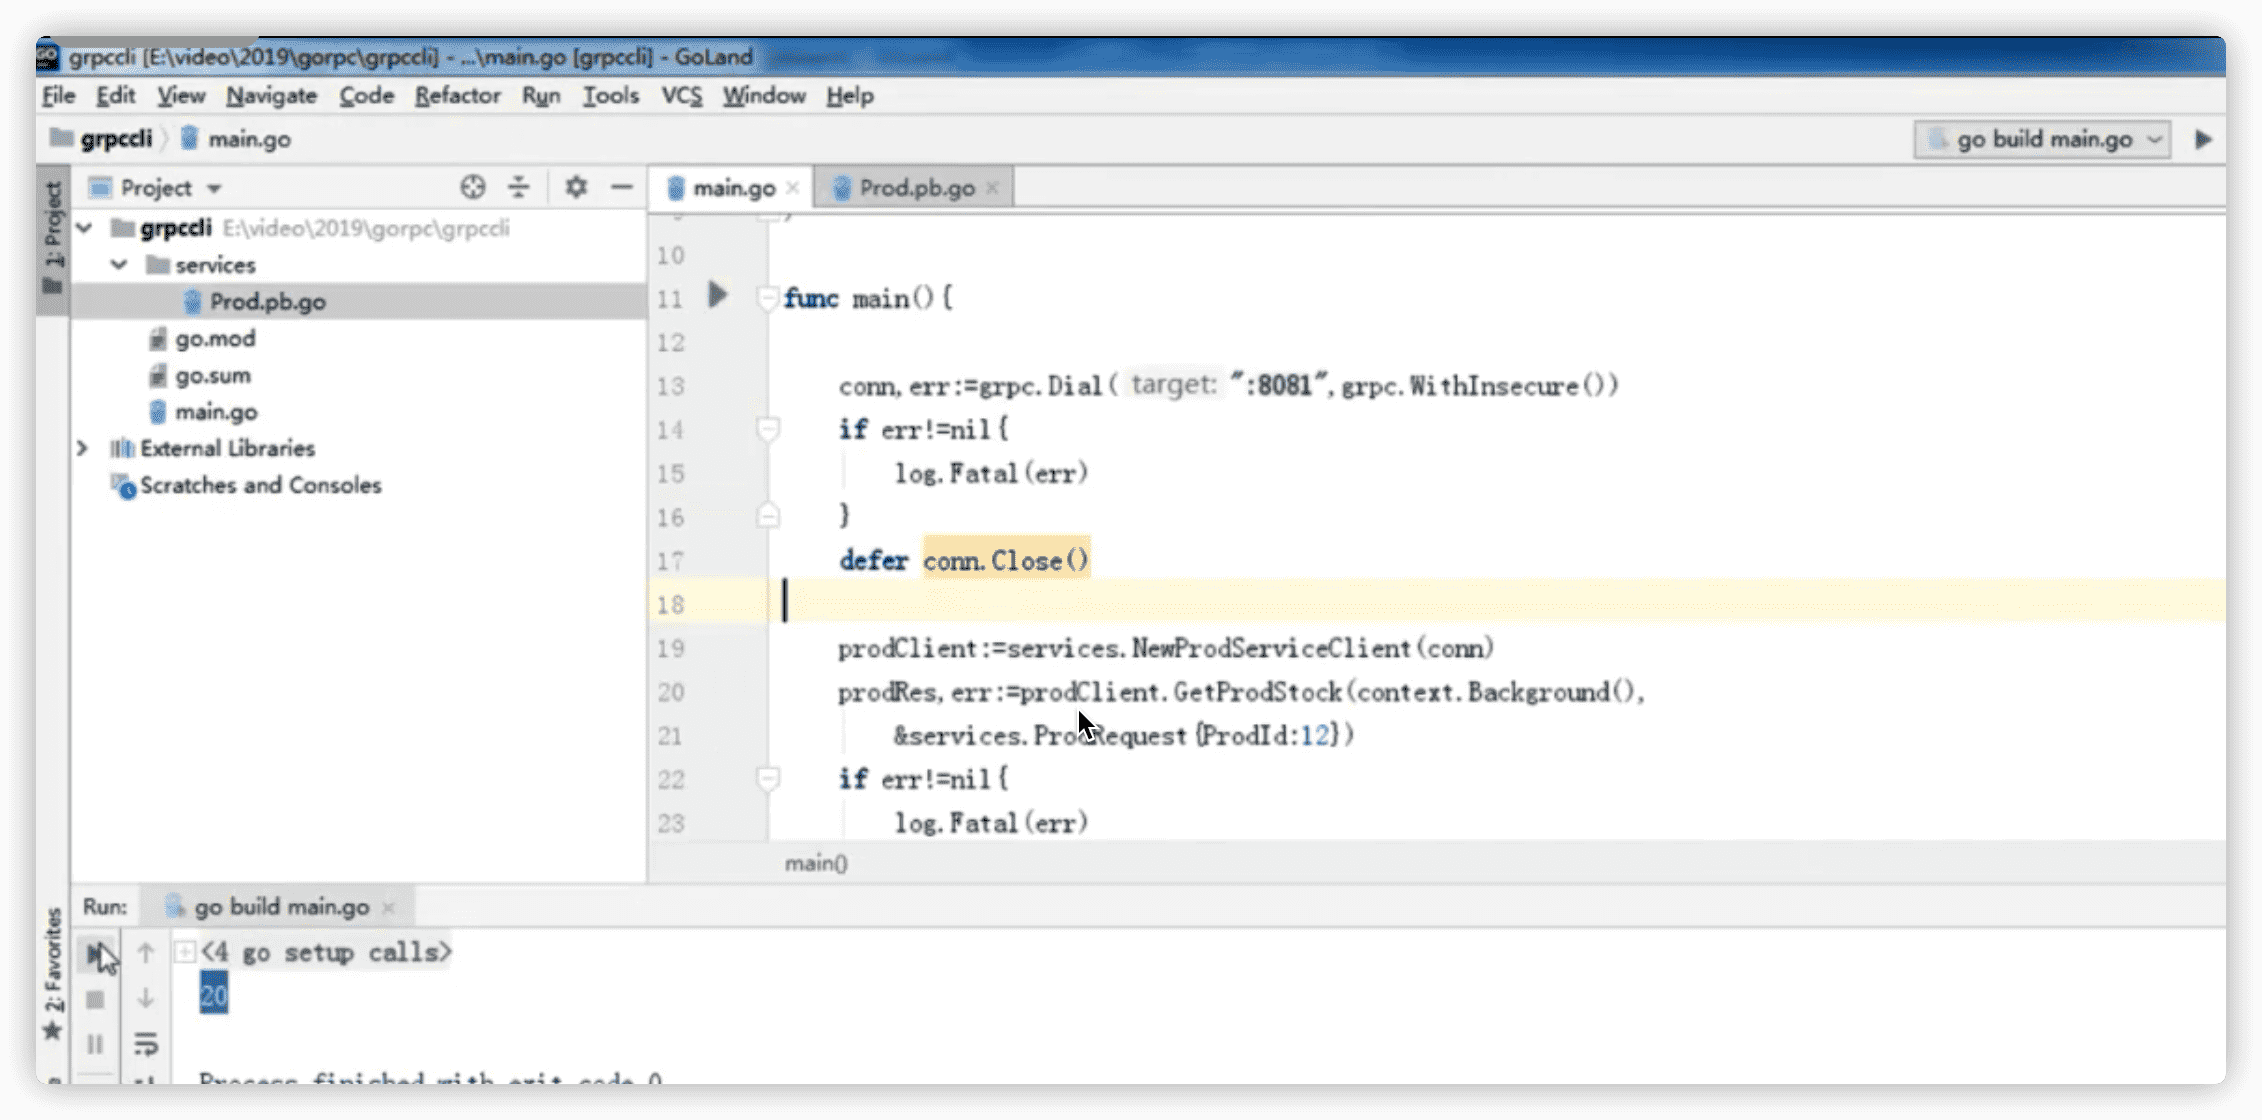 grpccli [E:\video\2019\gorpc\grpccli] - ...\main.go [grpccli] - GoLand
File Edit View Navigate Code Refactor Run Tools VCS Window Help
grpccli main.go
go build main.go
1: Project
Project
grpccli E:\video\2019\gorpc\grpccli
services
Prod.pb.go
go.mod
go.sum
main.go
External Libraries
Scratches and Consoles
main.go Prod.pb.go
10
11 func main(){
12
13 conn,err:=grpc.Dial( target: ":8081",grpc.WithInsecure())
14 if err!=nil{
15 log.Fatal(err)
16 }
17 defer conn.Close()
18
19 prodClient:=services.NewProdServiceClient(conn)
20 prodRes,err:=prodClient.GetProdStock(context.Background(),
21 &services.ProdRequest{ProdId:12})
22 if err!=nil{
23 log.Fatal(err)
main()
2: Favorites
Run: go build main.go
<4 go setup calls>
20
Process finished with exit code 0